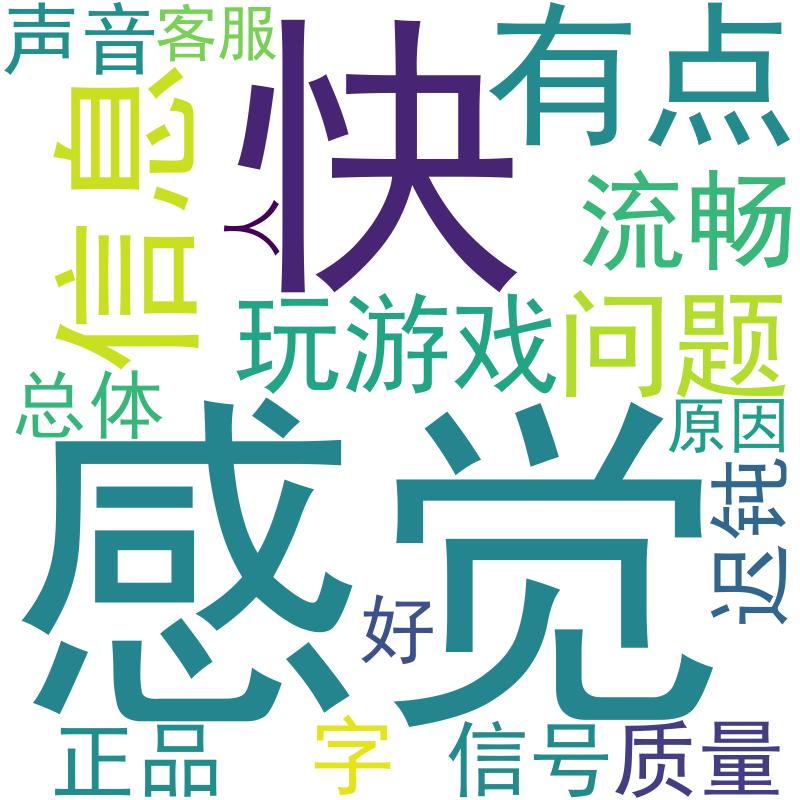 声音
客服
快
有点
信息
人
流畅
玩游戏
问题
总体
原因
感觉
迟钝
好
正品
字
信号
质量